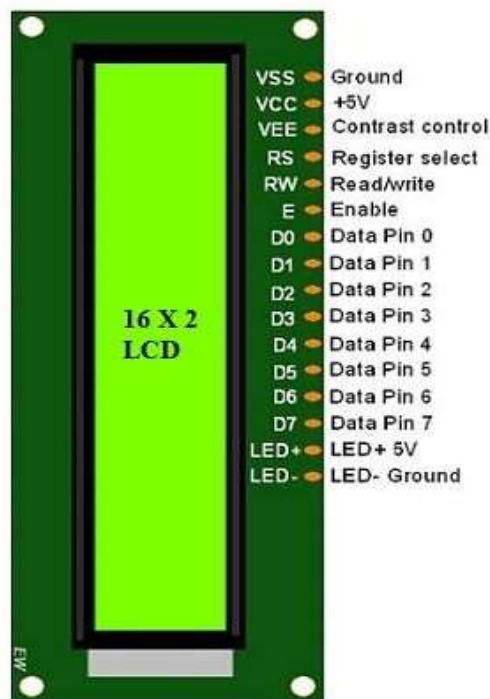 VSS Ground
VCC +5V
VEE Contrast control
RS Register select
RW Read/write
E Enable
D0 Data Pin 0
D1 Data Pin 1
D2 Data Pin 2
D3 Data Pin 3
D4 Data Pin 4
D5 Data Pin 5
D6 Data Pin 6
D7 Data Pin 7
LED+ LED+ 5V
LED- LED- Ground
16 X 2
LCD
EW